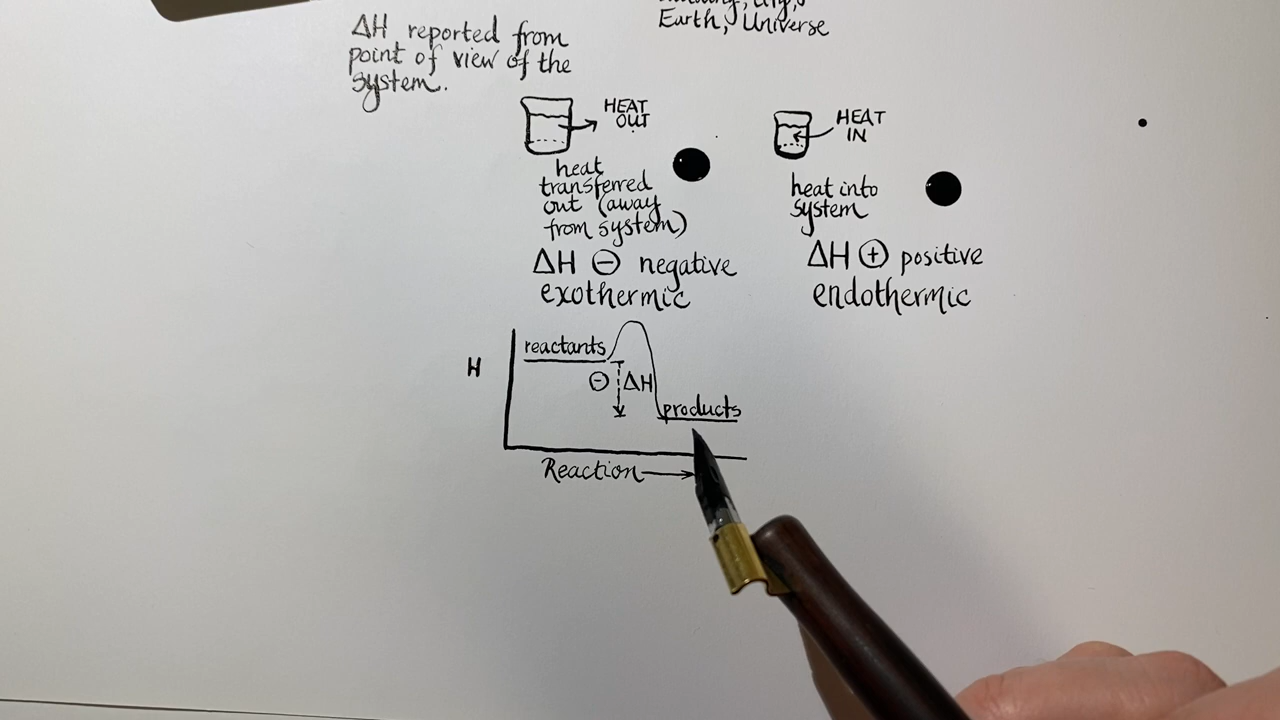 ΔH reported from
point of view of the
system.
Earth, Universe
HEAT
OUT
heat
transferred
out (away
from system)
ΔH ⊖ negative
exothermic
HEAT
IN
heat into
system
ΔH ⊕ positive
endothermic
H
reactants
⊖ ΔH
products
Reaction →